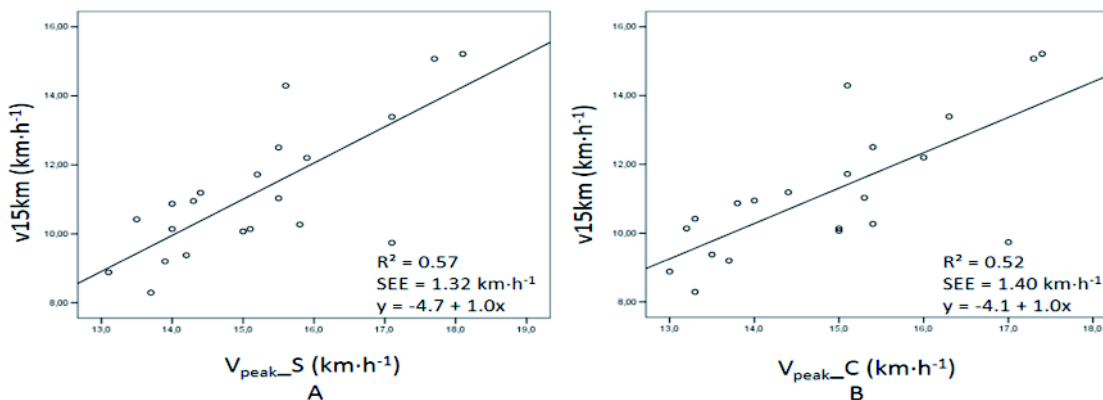 16,00
14,00
12,00
10,00
8,00
v15km (km·h⁻¹)
R² = 0.57
SEE = 1.32 km·h⁻¹
y = -4.7 + 1.0x
13,0 14,0 15,0 16,0 17,0 18,0 19,0
Vpeak_S (km·h⁻¹)
A
16,00
14,00
12,00
10,00
8,00
v15km (km·h⁻¹)
R² = 0.52
SEE = 1.40 km·h⁻¹
y = -4.1 + 1.0x
13,0 14,0 15,0 16,0 17,0 18,0
Vpeak_C (km·h⁻¹)
B